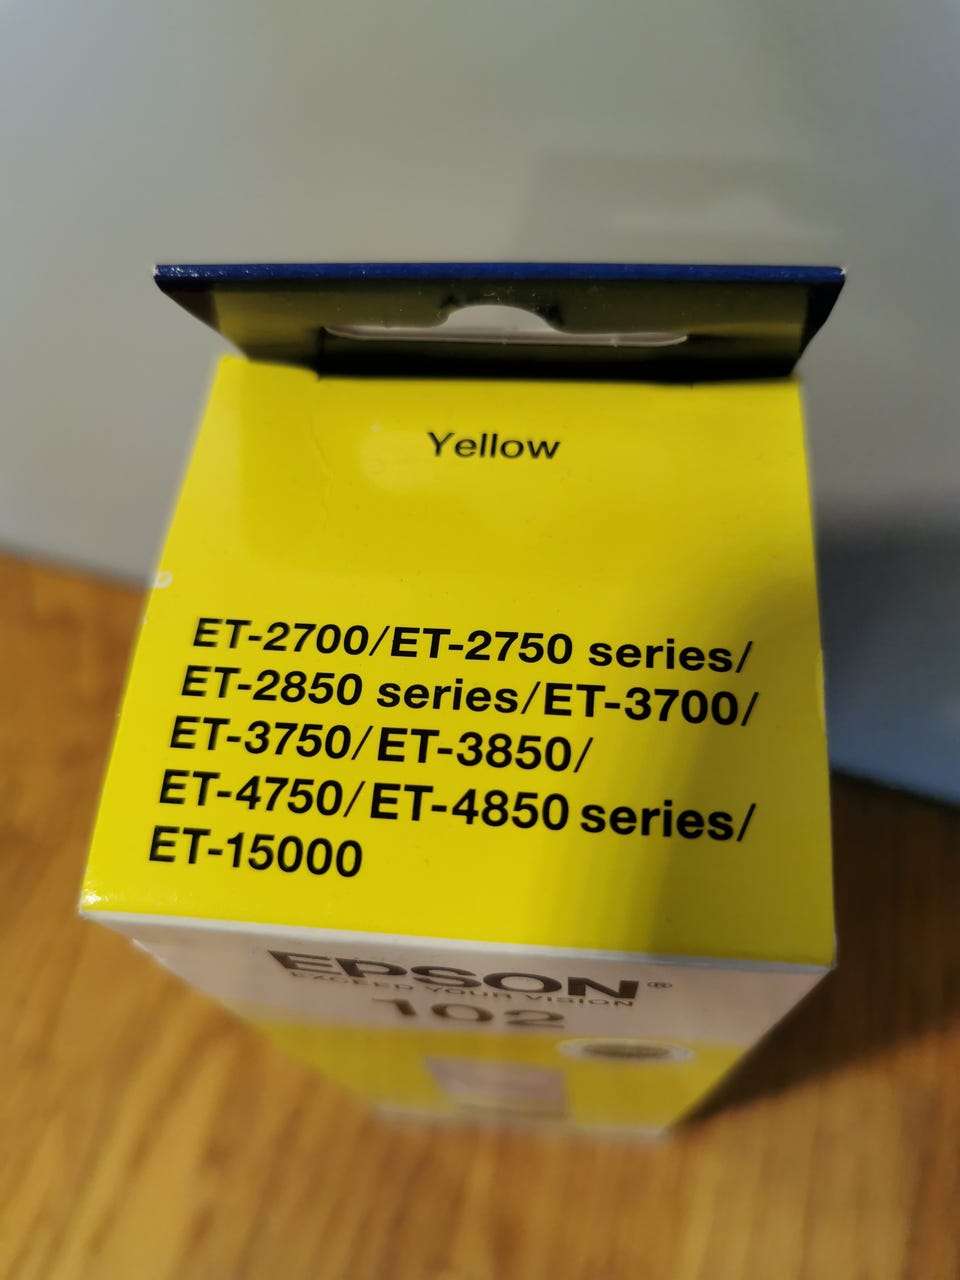 Yellow
ET-2700/ET-2750 series/
ET-2850 series/ET-3700/
ET-3750/ET-3850/
ET-4750/ET-4850 series/
ET-15000
EPSON®
EXCEED YOUR VISION
102